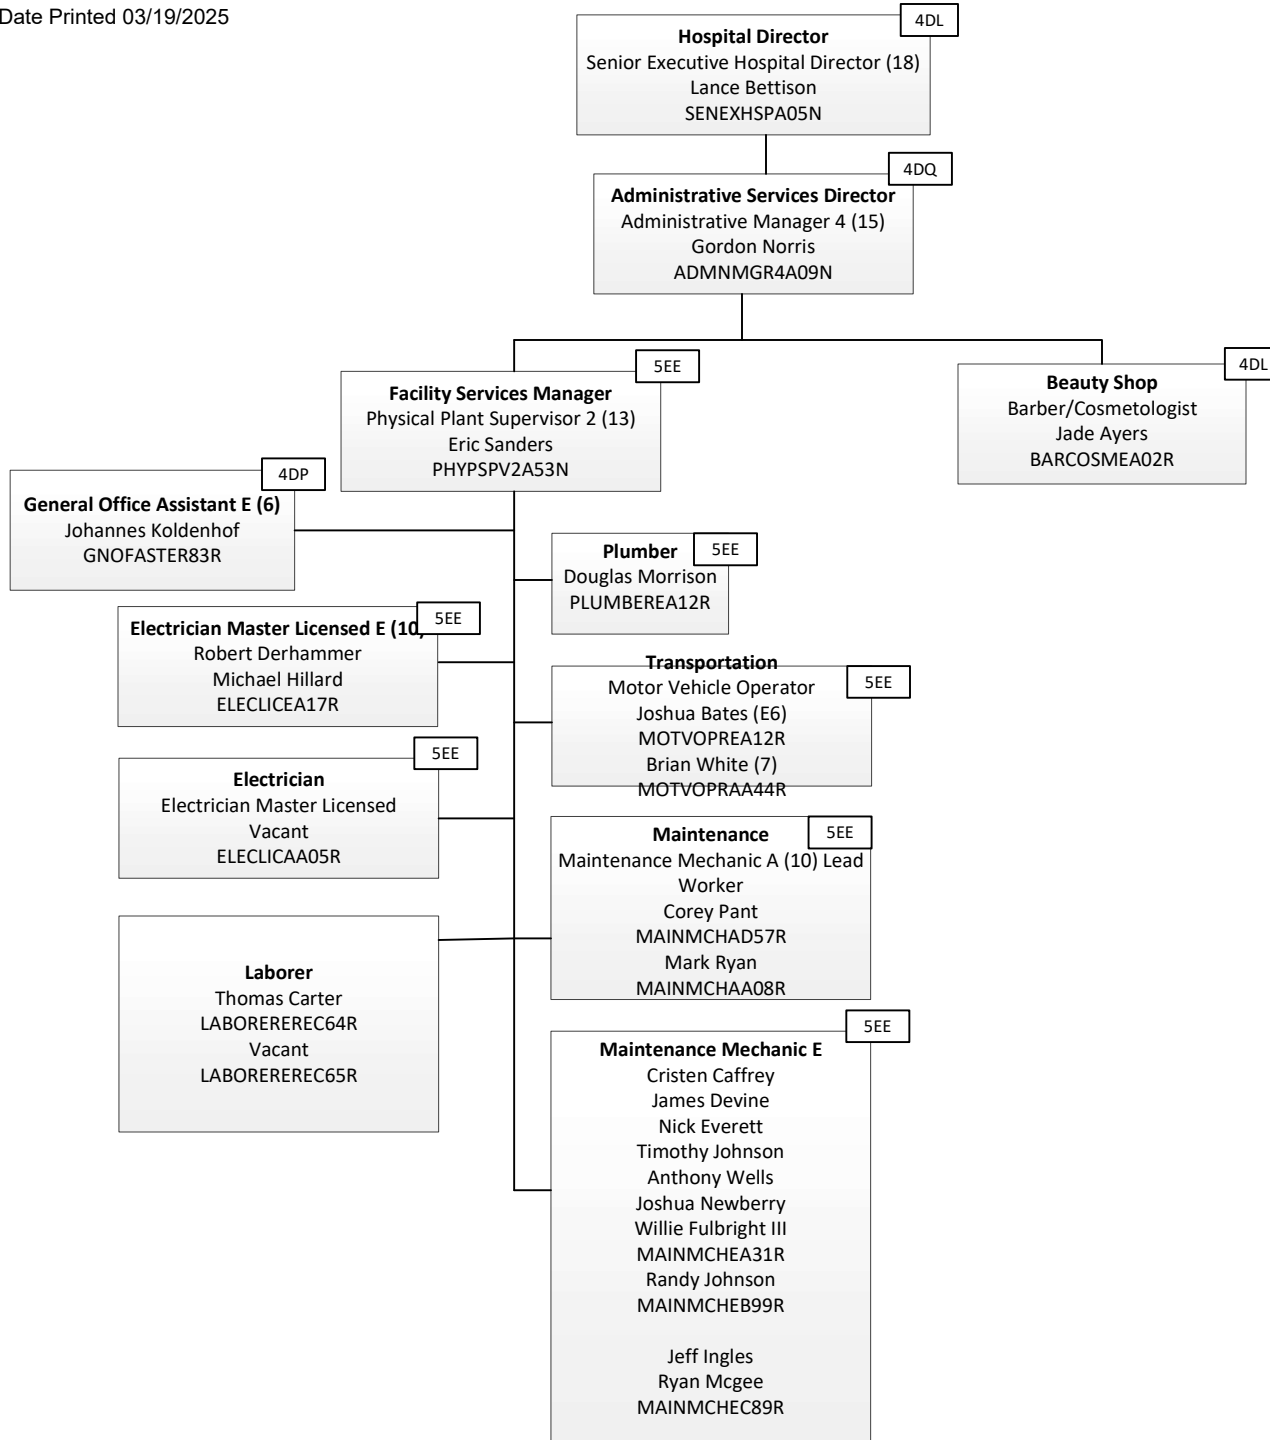 Date Printed 03/19/2025
4DL
Hospital Director
Senior Executive Hospital Director (18)
Lance Bettison
SENEXHSPA05N
4DQ
Administrative Services Director
Administrative Manager 4 (15)
Gordon Norris
ADMNMGR4A09N
5EE
Facility Services Manager
Physical Plant Supervisor 2 (13)
Eric Sanders
PHYPSPV2A53N
4DL
Beauty Shop
Barber/Cosmetologist
Jade Ayers
BARCOSMEA02R
4DP
General Office Assistant E (6)
Johannes Koldenhof
GNOFASTER83R
5EE
Plumber
Douglas Morrison
PLUMBEREA12R
5EE
Electrician Master Licensed E (10)
Robert Derhammer
Michael Hillard
ELECLICEA17R
5EE
Transportation
Motor Vehicle Operator
Joshua Bates (E6)
MOTVOPREA12R
Brian White (7)
MOTVOPRAA44R
5EE
Electrician
Electrician Master Licensed
Vacant
ELECLICAA05R
5EE
Maintenance
Maintenance Mechanic A (10) Lead
Worker
Corey Pant
MAINMCHAD57R
Mark Ryan
MAINMCHAA08R
Laborer
Thomas Carter
LABOREREREC64R
Vacant
LABOREREREC65R
5EE
Maintenance Mechanic E
Cristen Caffrey
James Devine
Nick Everett
Timothy Johnson
Anthony Wells
Joshua Newberry
Willie Fulbright III
MAINMCHEA31R
Randy Johnson
MAINMCHEB99R
Jeff Ingles
Ryan Mcgee
MAINMCHEC89R